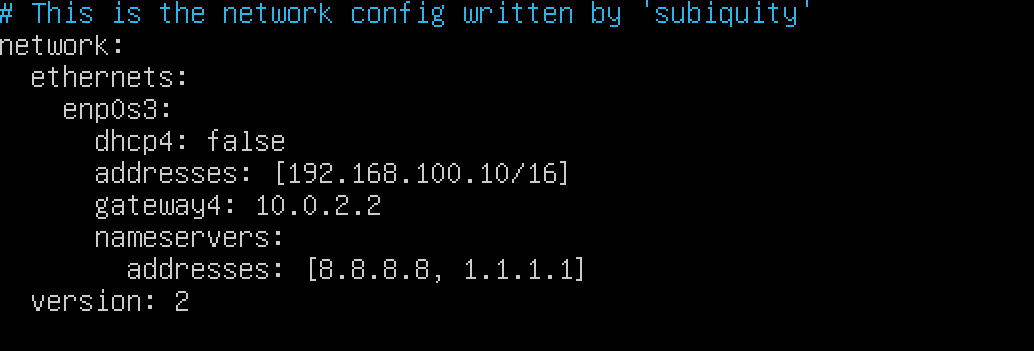 # This is the network config written by 'subiquity'
network:
  ethernets:
    enp0s3:
      dhcp4: false
      addresses: [192.168.100.10/16]
      gateway4: 10.0.2.2
      nameservers:
        addresses: [8.8.8.8, 1.1.1.1]
  version: 2